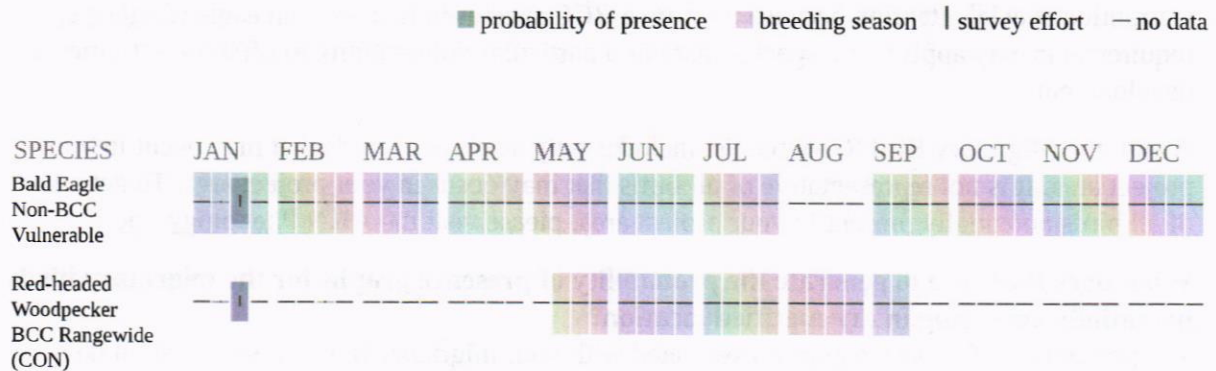 probability of presence breeding season survey effort no data
SPECIES JAN FEB MAR APR MAY JUN JUL AUG SEP OCT NOV DEC
Bald Eagle
Non-BCC
Vulnerable
Red-headed
Woodpecker
BCC Rangewide
(CON)